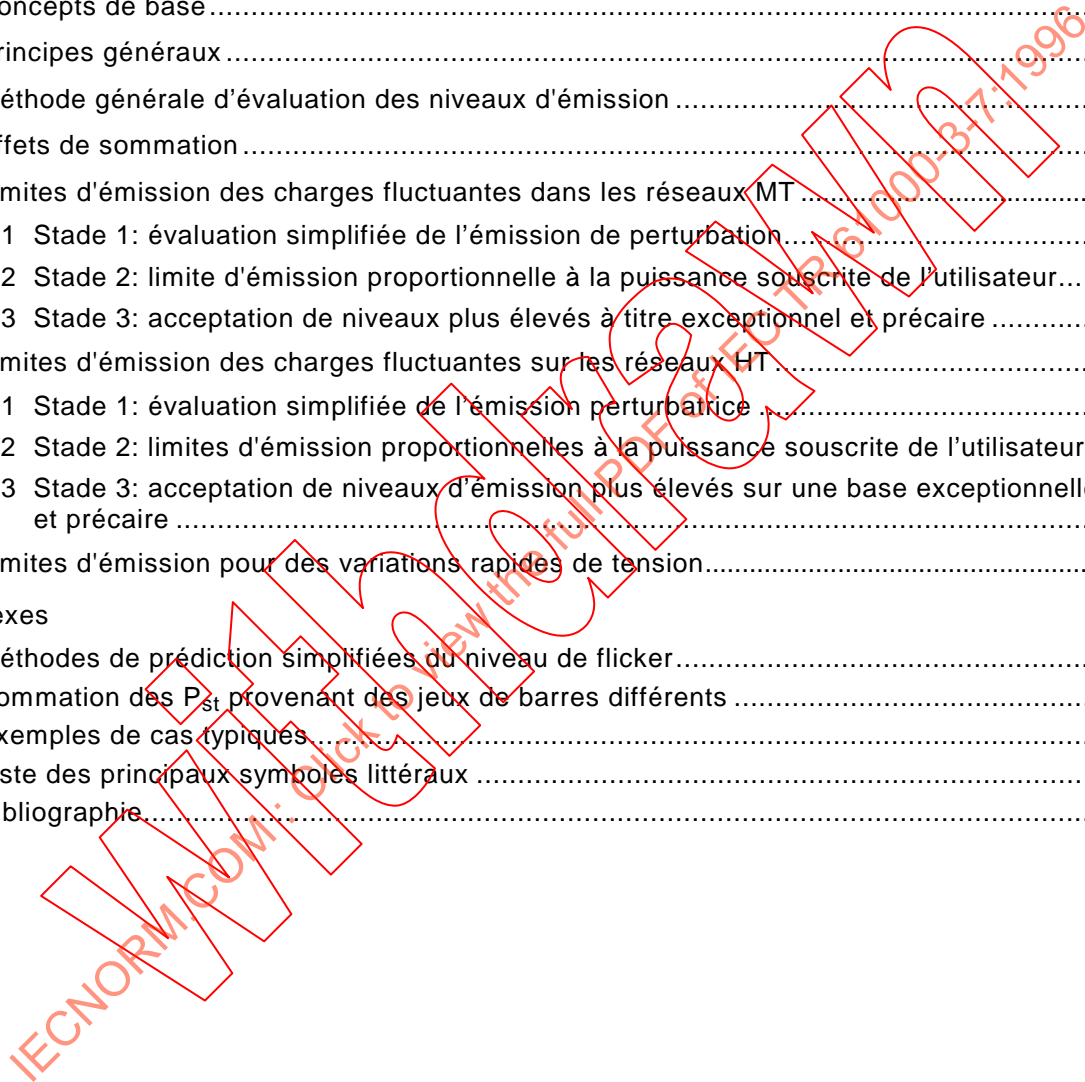 oncepts de base
rincipes généraux
éthode générale d’évaluation des niveaux d'émission
ffets de sommation
mites d'émission des charges fluctuantes dans les réseaux MT
1 Stade 1: évaluation simplifiée de l’émission de perturbation
2 Stade 2: limite d'émission proportionnelle à la puissance souscrite de l’utilisateur...
3 Stade 3: acceptation de niveaux plus élevés à titre exceptionnel et précaire
mites d'émission des charges fluctuantes sur les réseaux HT
1 Stade 1: évaluation simplifiée de l’émission perturbatrice
2 Stade 2: limites d'émission proportionnelles à la puissance souscrite de l’utilisateur
3 Stade 3: acceptation de niveaux d’émission plus élevés sur une base exceptionnelle
et précaire
mites d'émission pour des variations rapides de tension
exes
éthodes de prédiction simplifiées du niveau de flicker
ommation des Pst provenant des jeux de barres différents
xemples de cas typiques
ste des principaux symboles littéraux
bliographie
IECNORM.COM : Click to view the full PDF of IEC TR 61000-3-7:1996
withdrawn